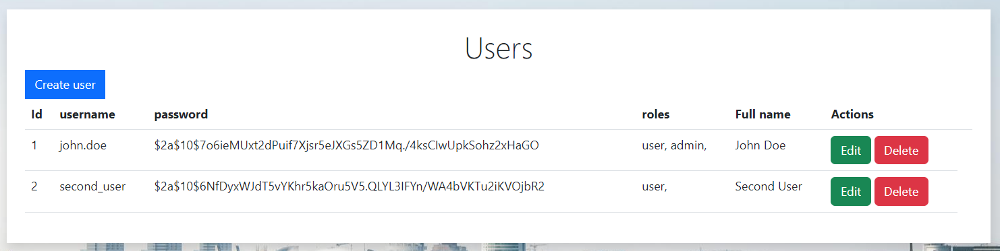 Users
Create user
Id username password roles Full name Actions
1 john.doe $2a$10$7o6ieMUxt2dPuif7Xjsr5eJXGs5ZD1Mq./4ksCIwUpkSohz2xHaGO user, admin, John Doe Edit Delete
2 second_user $2a$10$6NfDyxWJdT5vYKhr5kaOru5V5.QLYL3IFYn/WA4bVKTu2iKVOjbR2 user, Second User Edit Delete